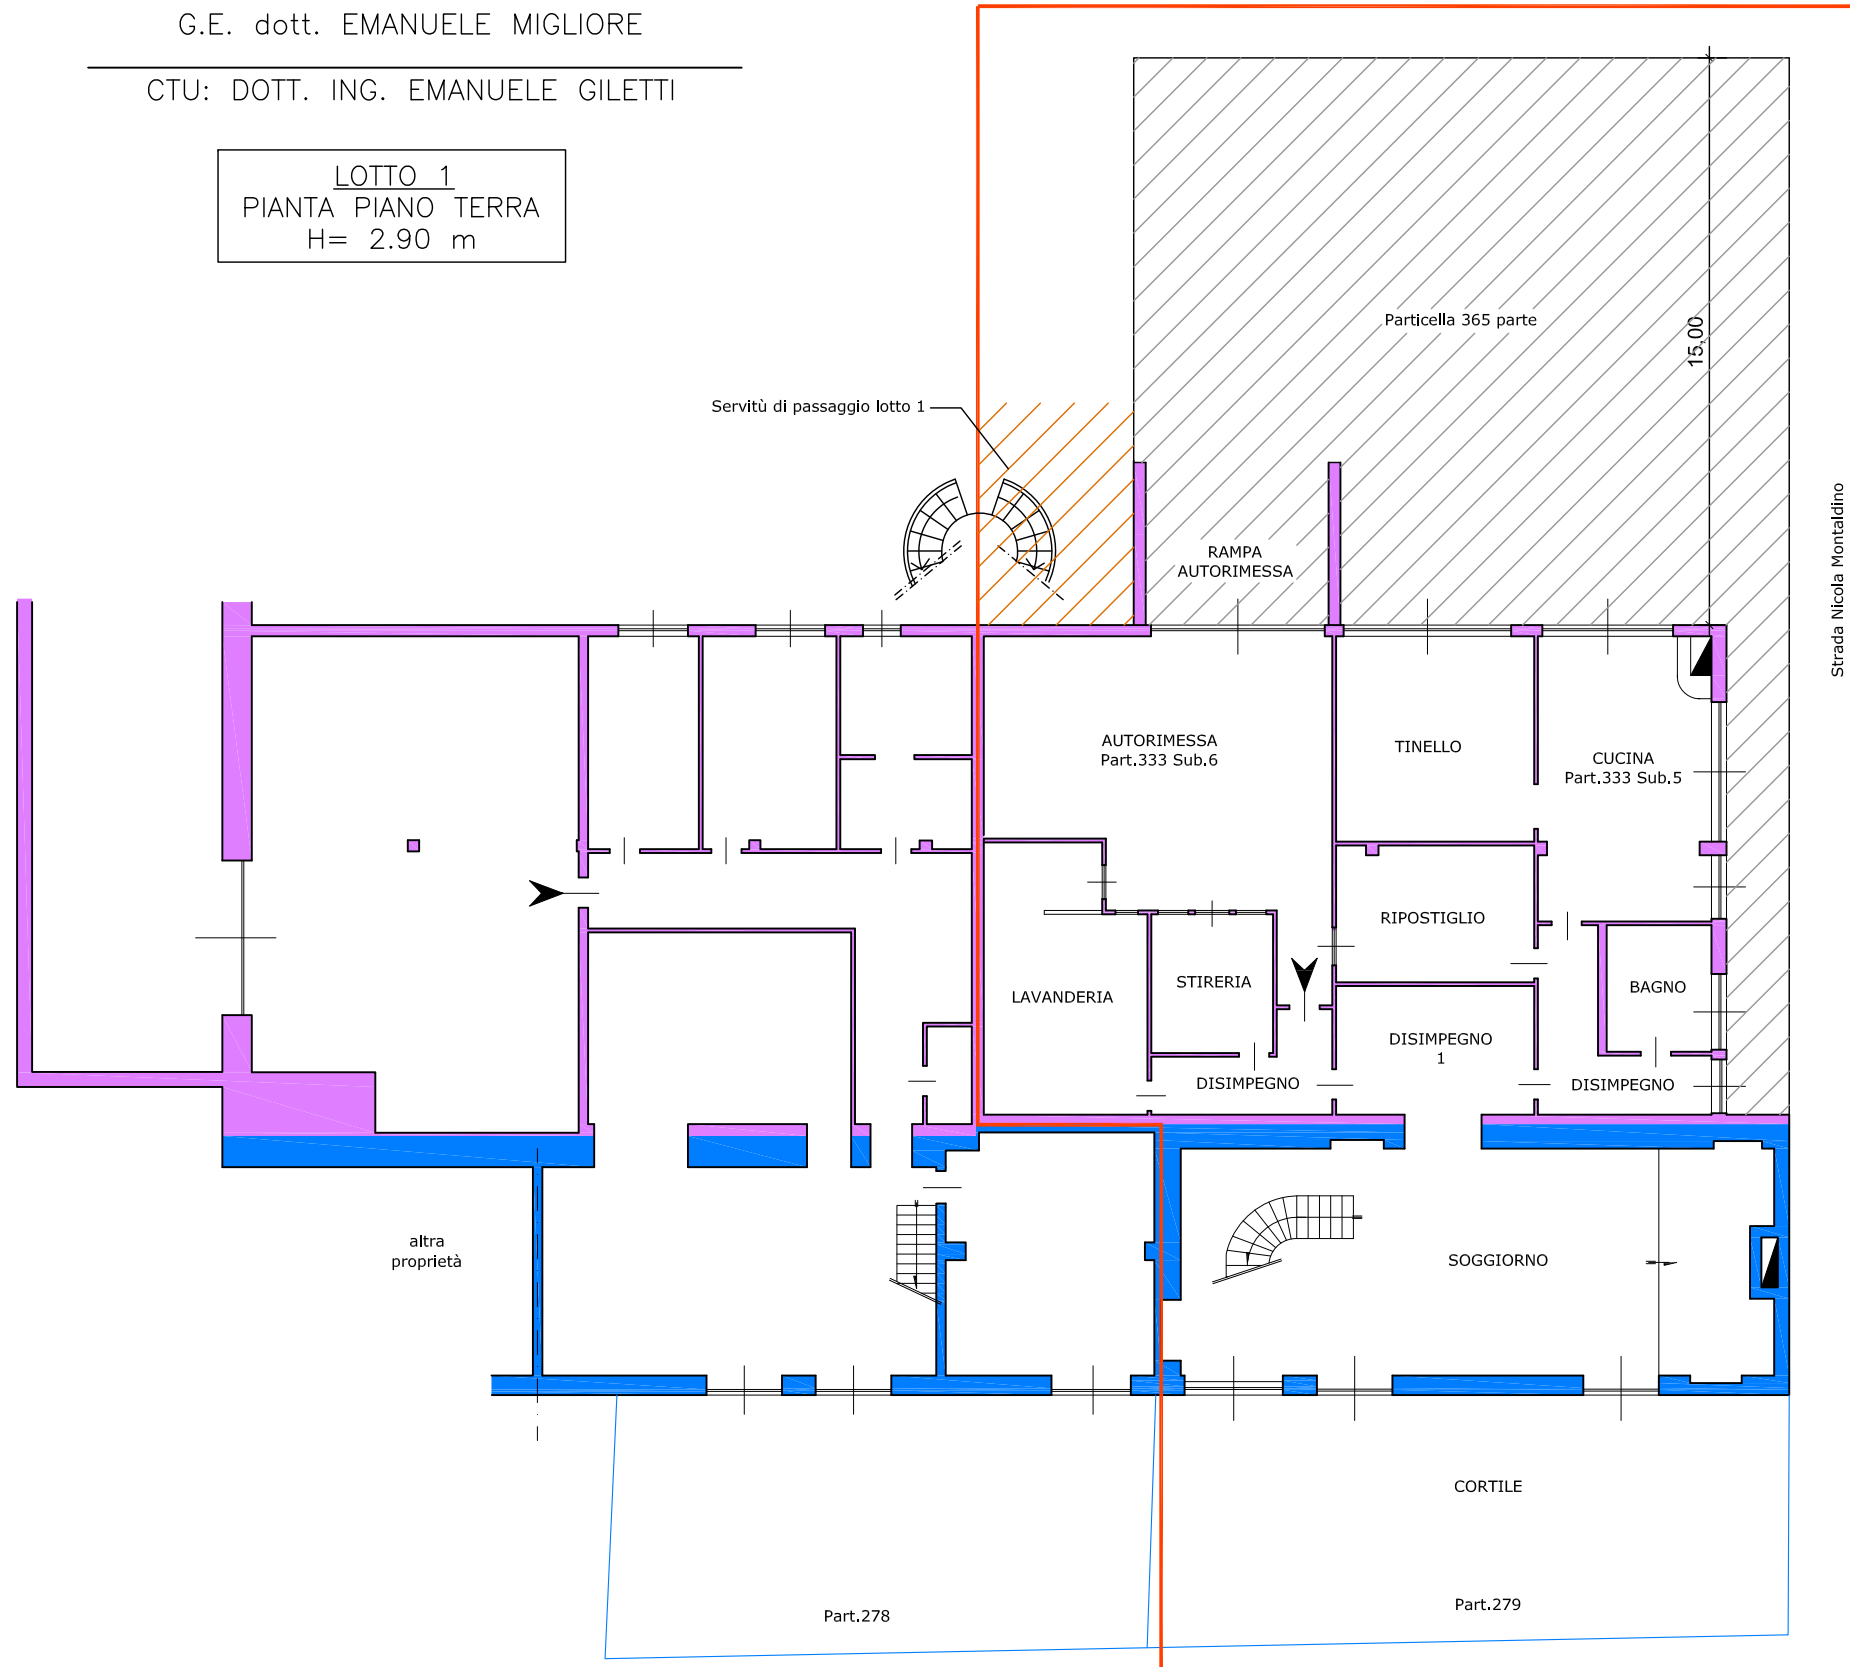 G.E. dott. EMANUELE MIGLIORE
CTU: DOTT. ING. EMANUELE GILETTI
LOTTO 1
PIANTA PIANO TERRA
H= 2.90 m
Particella 365 parte
15,00
Servitù di passaggio lotto 1
Strada Nicola Montaldino
RAMPA
AUTORIMESSA
AUTORIMESSA
Part.333 Sub.6
TINELLO
CUCINA
Part.333 Sub.5
RIPOSTIGLIO
STIRERIA
LAVANDERIA
BAGNO
DISIMPEGNO
1
DISIMPEGNO
DISIMPEGNO
altra
proprietà
SOGGIORNO
CORTILE
Part.278
Part.279